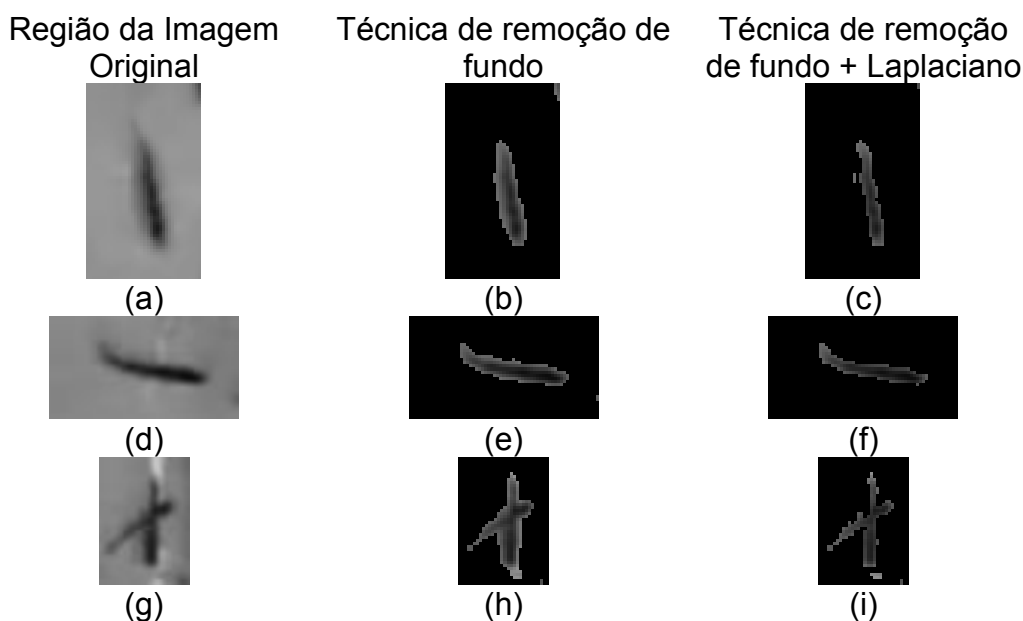 Região da Imagem Original
Técnica de remoção de fundo
Técnica de remoção de fundo + Laplaciano
(a)
(b)
(c)
(d)
(e)
(f)
(g)
(h)
(i)